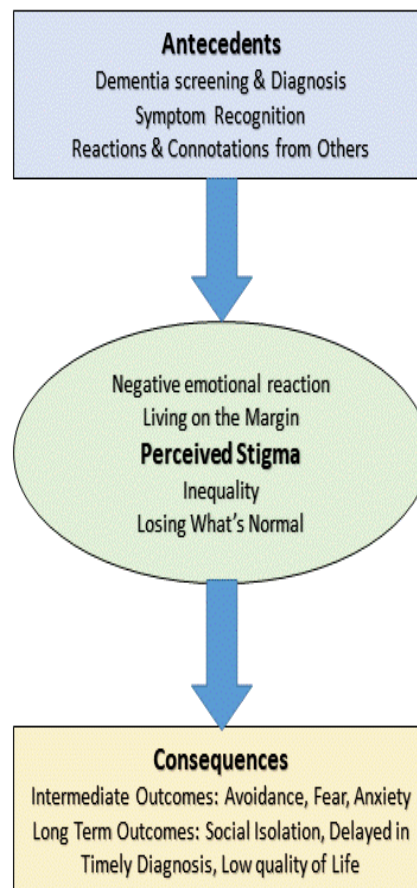 Antecedents
Dementia screening & Diagnosis
Symptom Recognition
Reactions & Connotations from Others
Negative emotional reaction
Living on the Margin
Perceived Stigma
Inequality
Losing What's Normal
Consequences
Intermediate Outcomes: Avoidance, Fear, Anxiety
Long Term Outcomes: Social Isolation, Delayed in
Timely Diagnosis, Low quality of Life